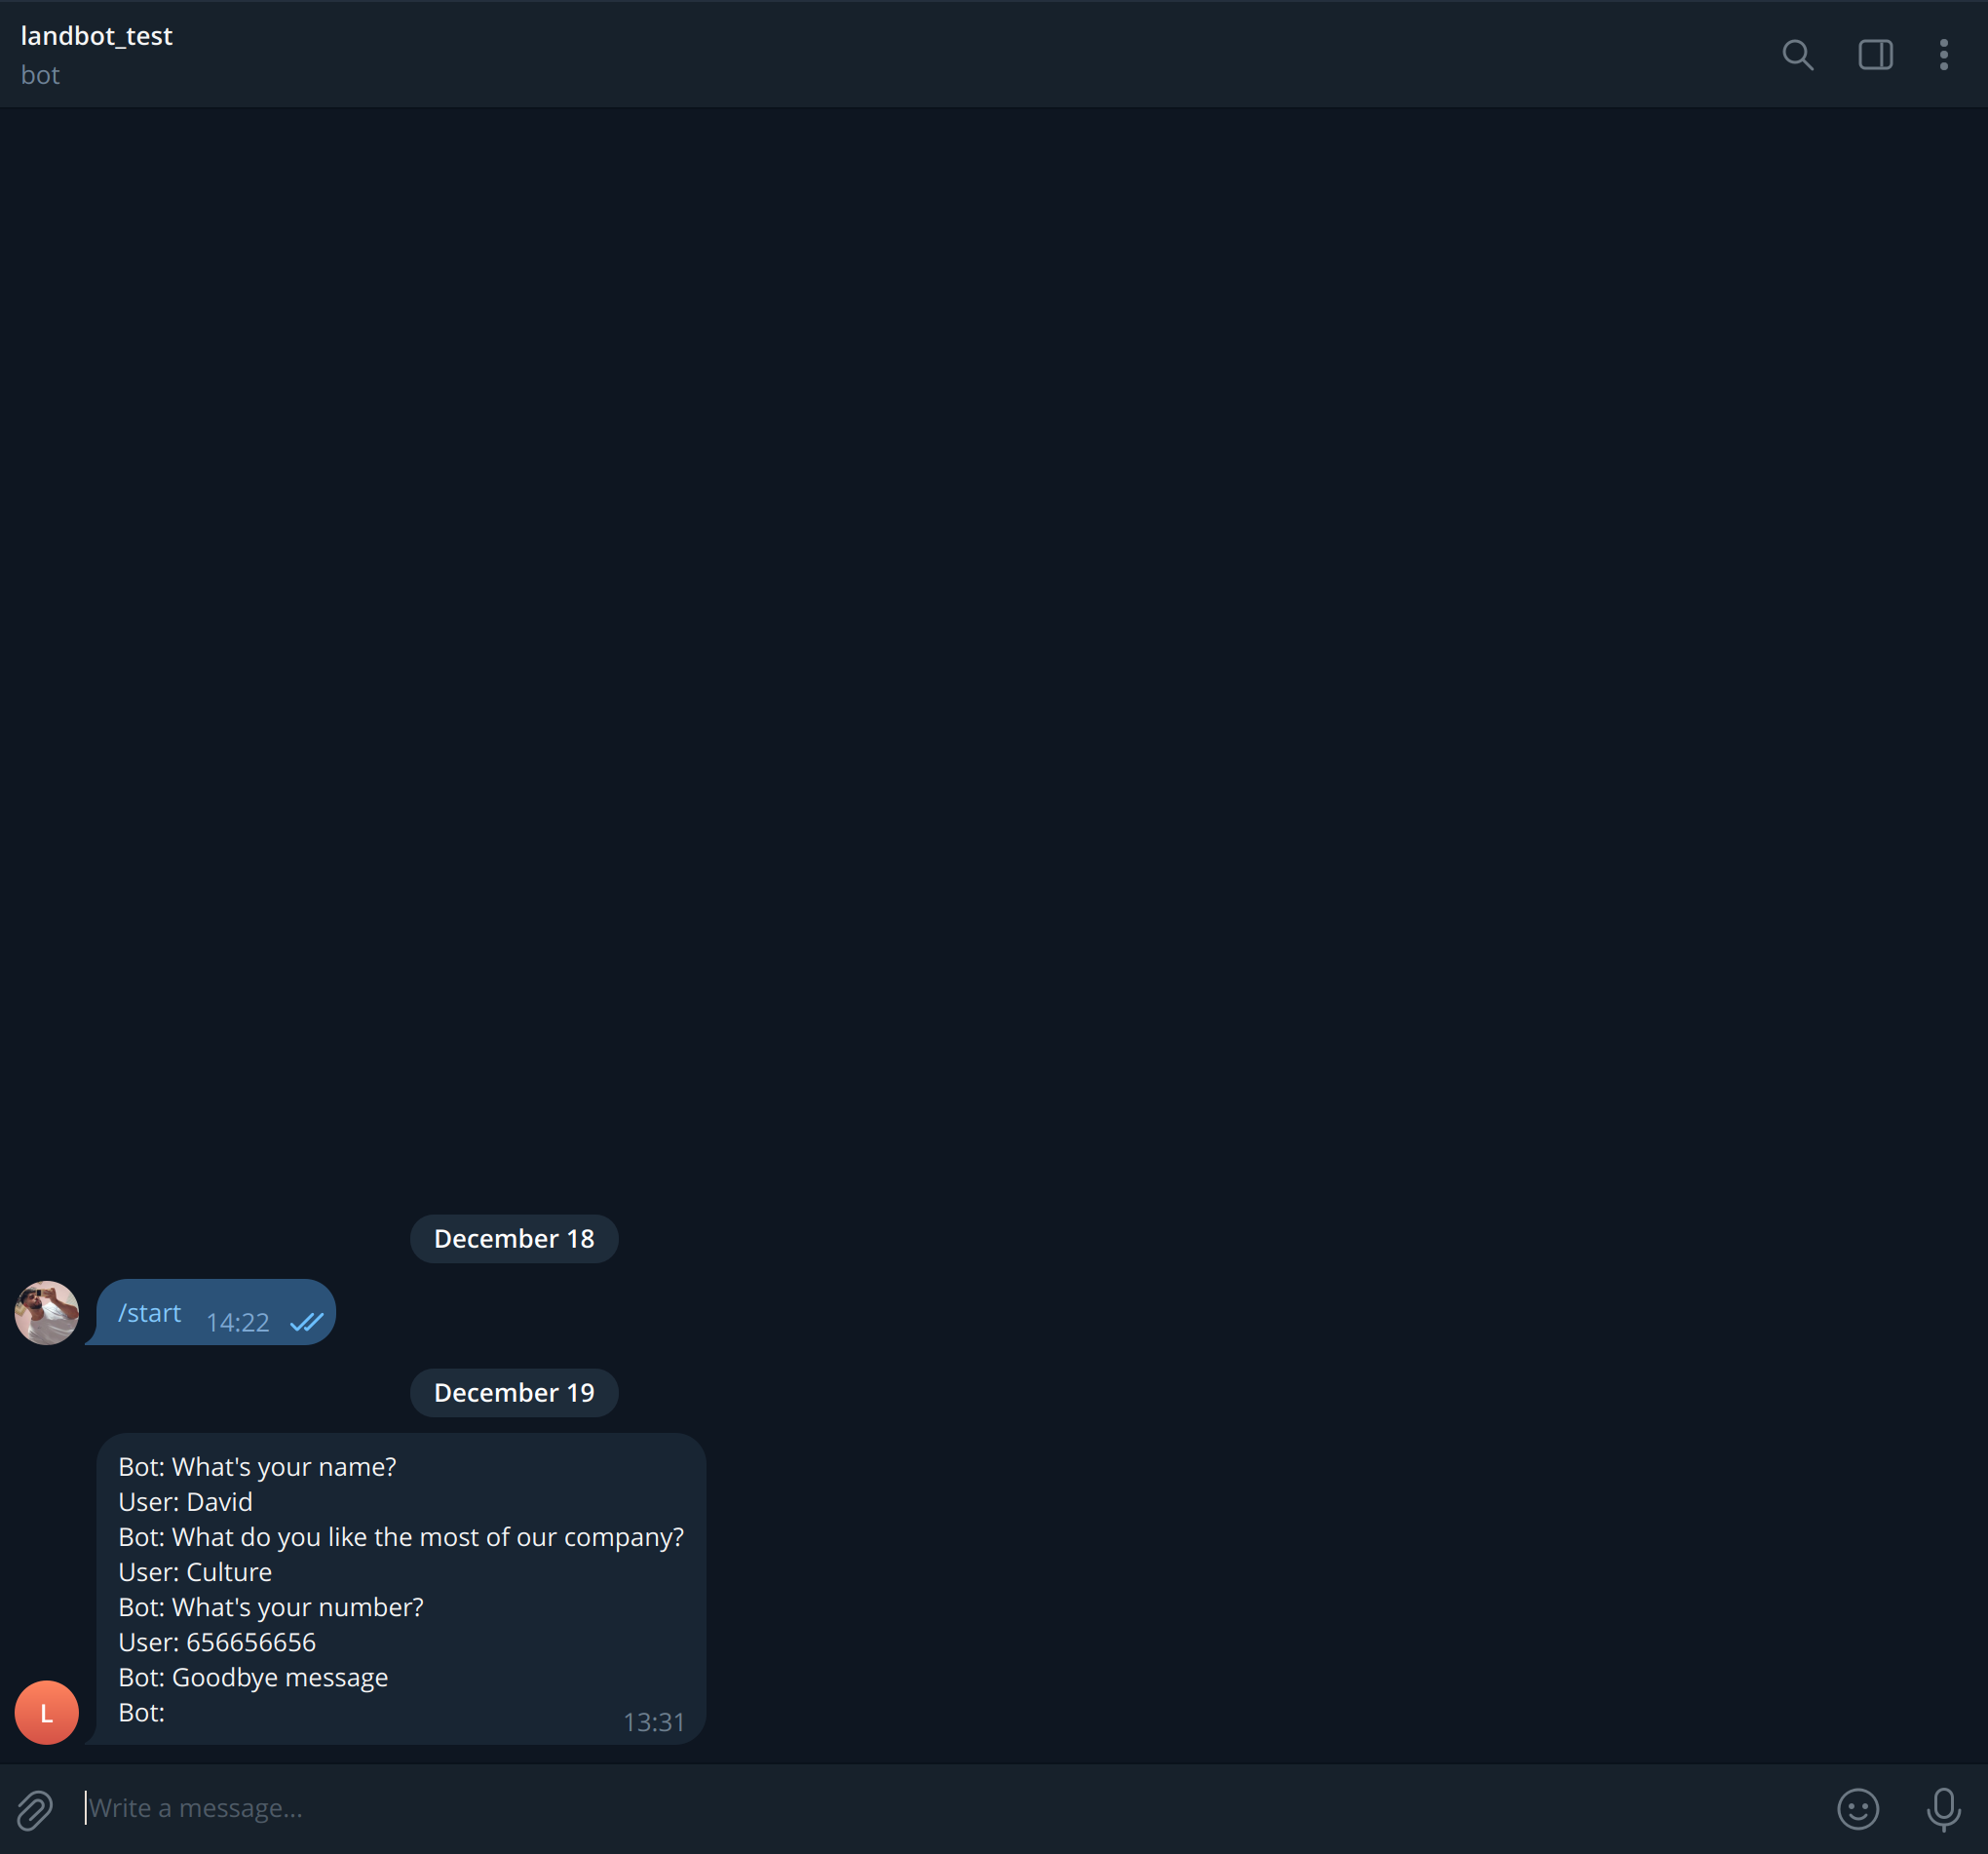 landbot_test
bot
December 18
/start 14:22
December 19
Bot: What's your name?
User: David
Bot: What do you like the most of our company?
User: Culture
Bot: What's your number?
User: 656656656
Bot: Goodbye message
Bot:
13:31
L
Write a message...